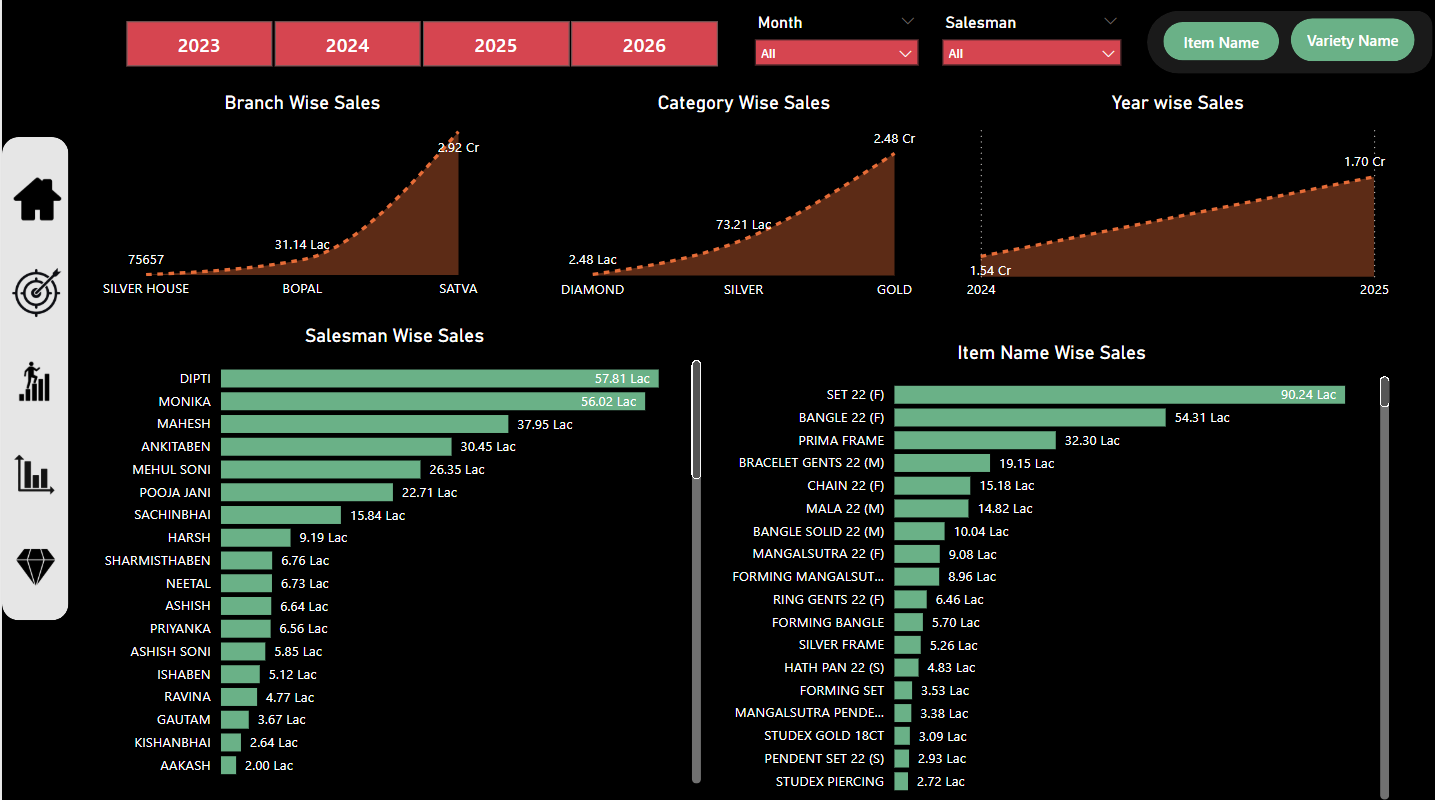 2023 2024 2025 2026
Month Salesman
All All
Item Name Variety Name
Branch Wise Sales
2.92 Cr
31.14 Lac
75657
SILVER HOUSE BOPAL SATVA
Category Wise Sales
2.48 Cr
73.21 Lac
2.48 Lac
DIAMOND SILVER GOLD
Year wise Sales
1.70 Cr
1.54 Cr
2024 2025
Salesman Wise Sales
DIPTI 57.81 Lac
MONIKA 56.02 Lac
MAHESH 37.95 Lac
ANKITABEN 30.45 Lac
MEHUL SONI 26.35 Lac
POOJA JANI 22.71 Lac
SACHINBHAI 15.84 Lac
HARSH 9.19 Lac
SHARMISTHABEN 6.76 Lac
NEETAL 6.73 Lac
ASHISH 6.64 Lac
PRIYANKA 6.56 Lac
ASHISH SONI 5.85 Lac
ISHABEN 5.12 Lac
RAVINA 4.77 Lac
GAUTAM 3.67 Lac
KISHANBHAI 2.64 Lac
AAKASH 2.00 Lac
Item Name Wise Sales
SET 22 (F) 90.24 Lac
BANGLE 22 (F) 54.31 Lac
PRIMA FRAME 32.30 Lac
BRACELET GENTS 22 (M) 19.15 Lac
CHAIN 22 (F) 15.18 Lac
MALA 22 (M) 14.82 Lac
BANGLE SOLID 22 (M) 10.04 Lac
MANGALSUTRA 22 (F) 9.08 Lac
FORMING MANGALSUT... 8.96 Lac
RING GENTS 22 (F) 6.46 Lac
FORMING BANGLE 5.70 Lac
SILVER FRAME 5.26 Lac
HATH PAN 22 (S) 4.83 Lac
FORMING SET 3.53 Lac
MANGALSUTRA PENDE... 3.38 Lac
STUDEX GOLD 18CT 3.09 Lac
PENDENT SET 22 (S) 2.93 Lac
STUDEX PIERCING 2.72 Lac